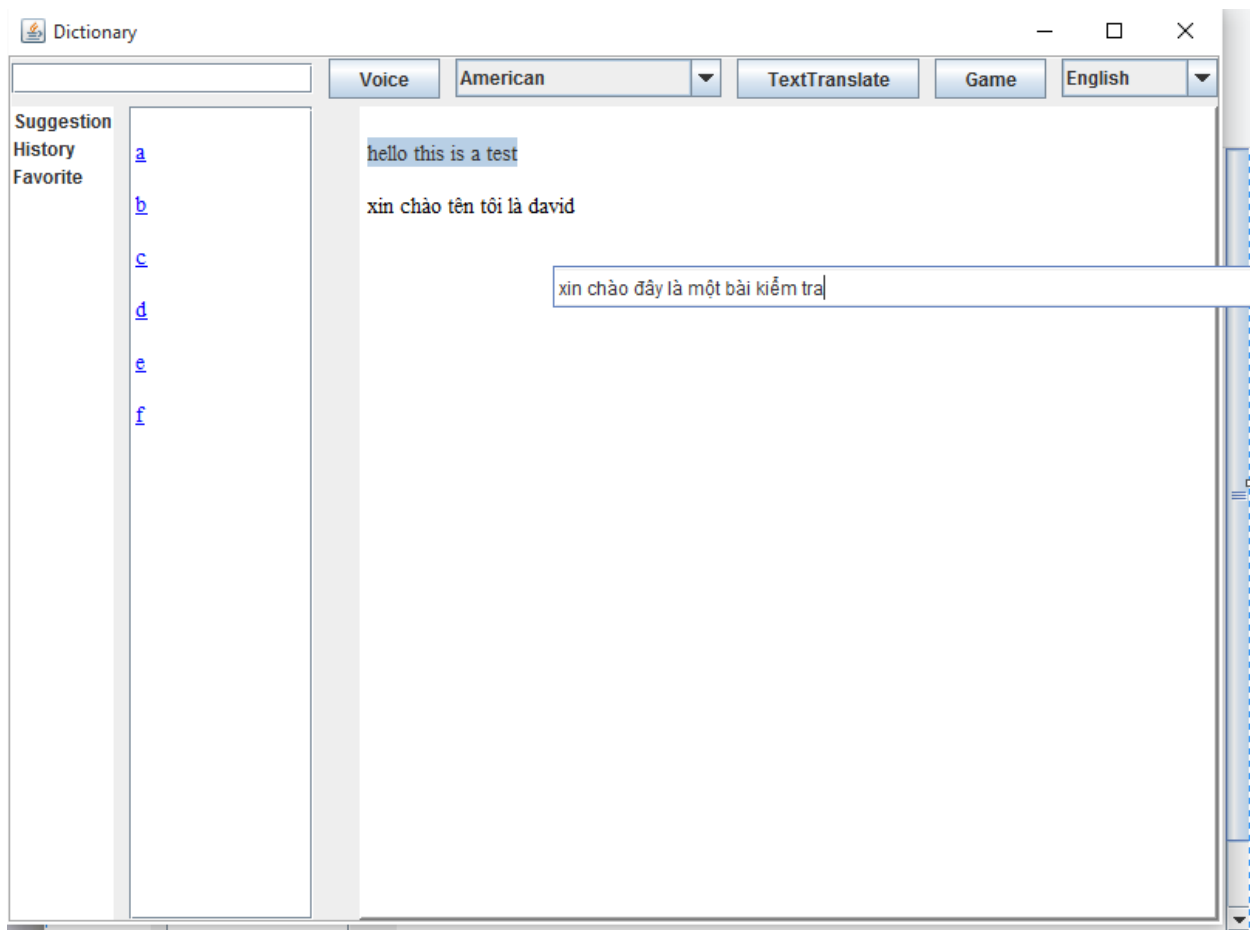 Dictionary
Voice American TextTranslate Game English
Suggestion
History
Favorite
a
b
c
d
e
f
hello this is a test
xin chào tên tôi là david
xin chào đây là một bài kiểm tra